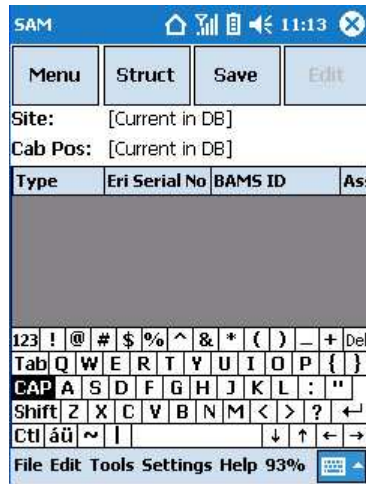 SAM 11:13
Menu Struct Save Edit
Site: [Current in DB]
Cab Pos: [Current in DB]
Type Eri Serial No BAMS ID As
123 ! @ # $ % ^ & * ( ) _ + Del
Tab Q W E R T Y U I O P { }
CAP A S D F G H J K L : "
Shift Z X C V B N M < > ? ↵
Ctl áü ~ | ↓ ↑ ← →
File Edit Tools Settings Help 93%